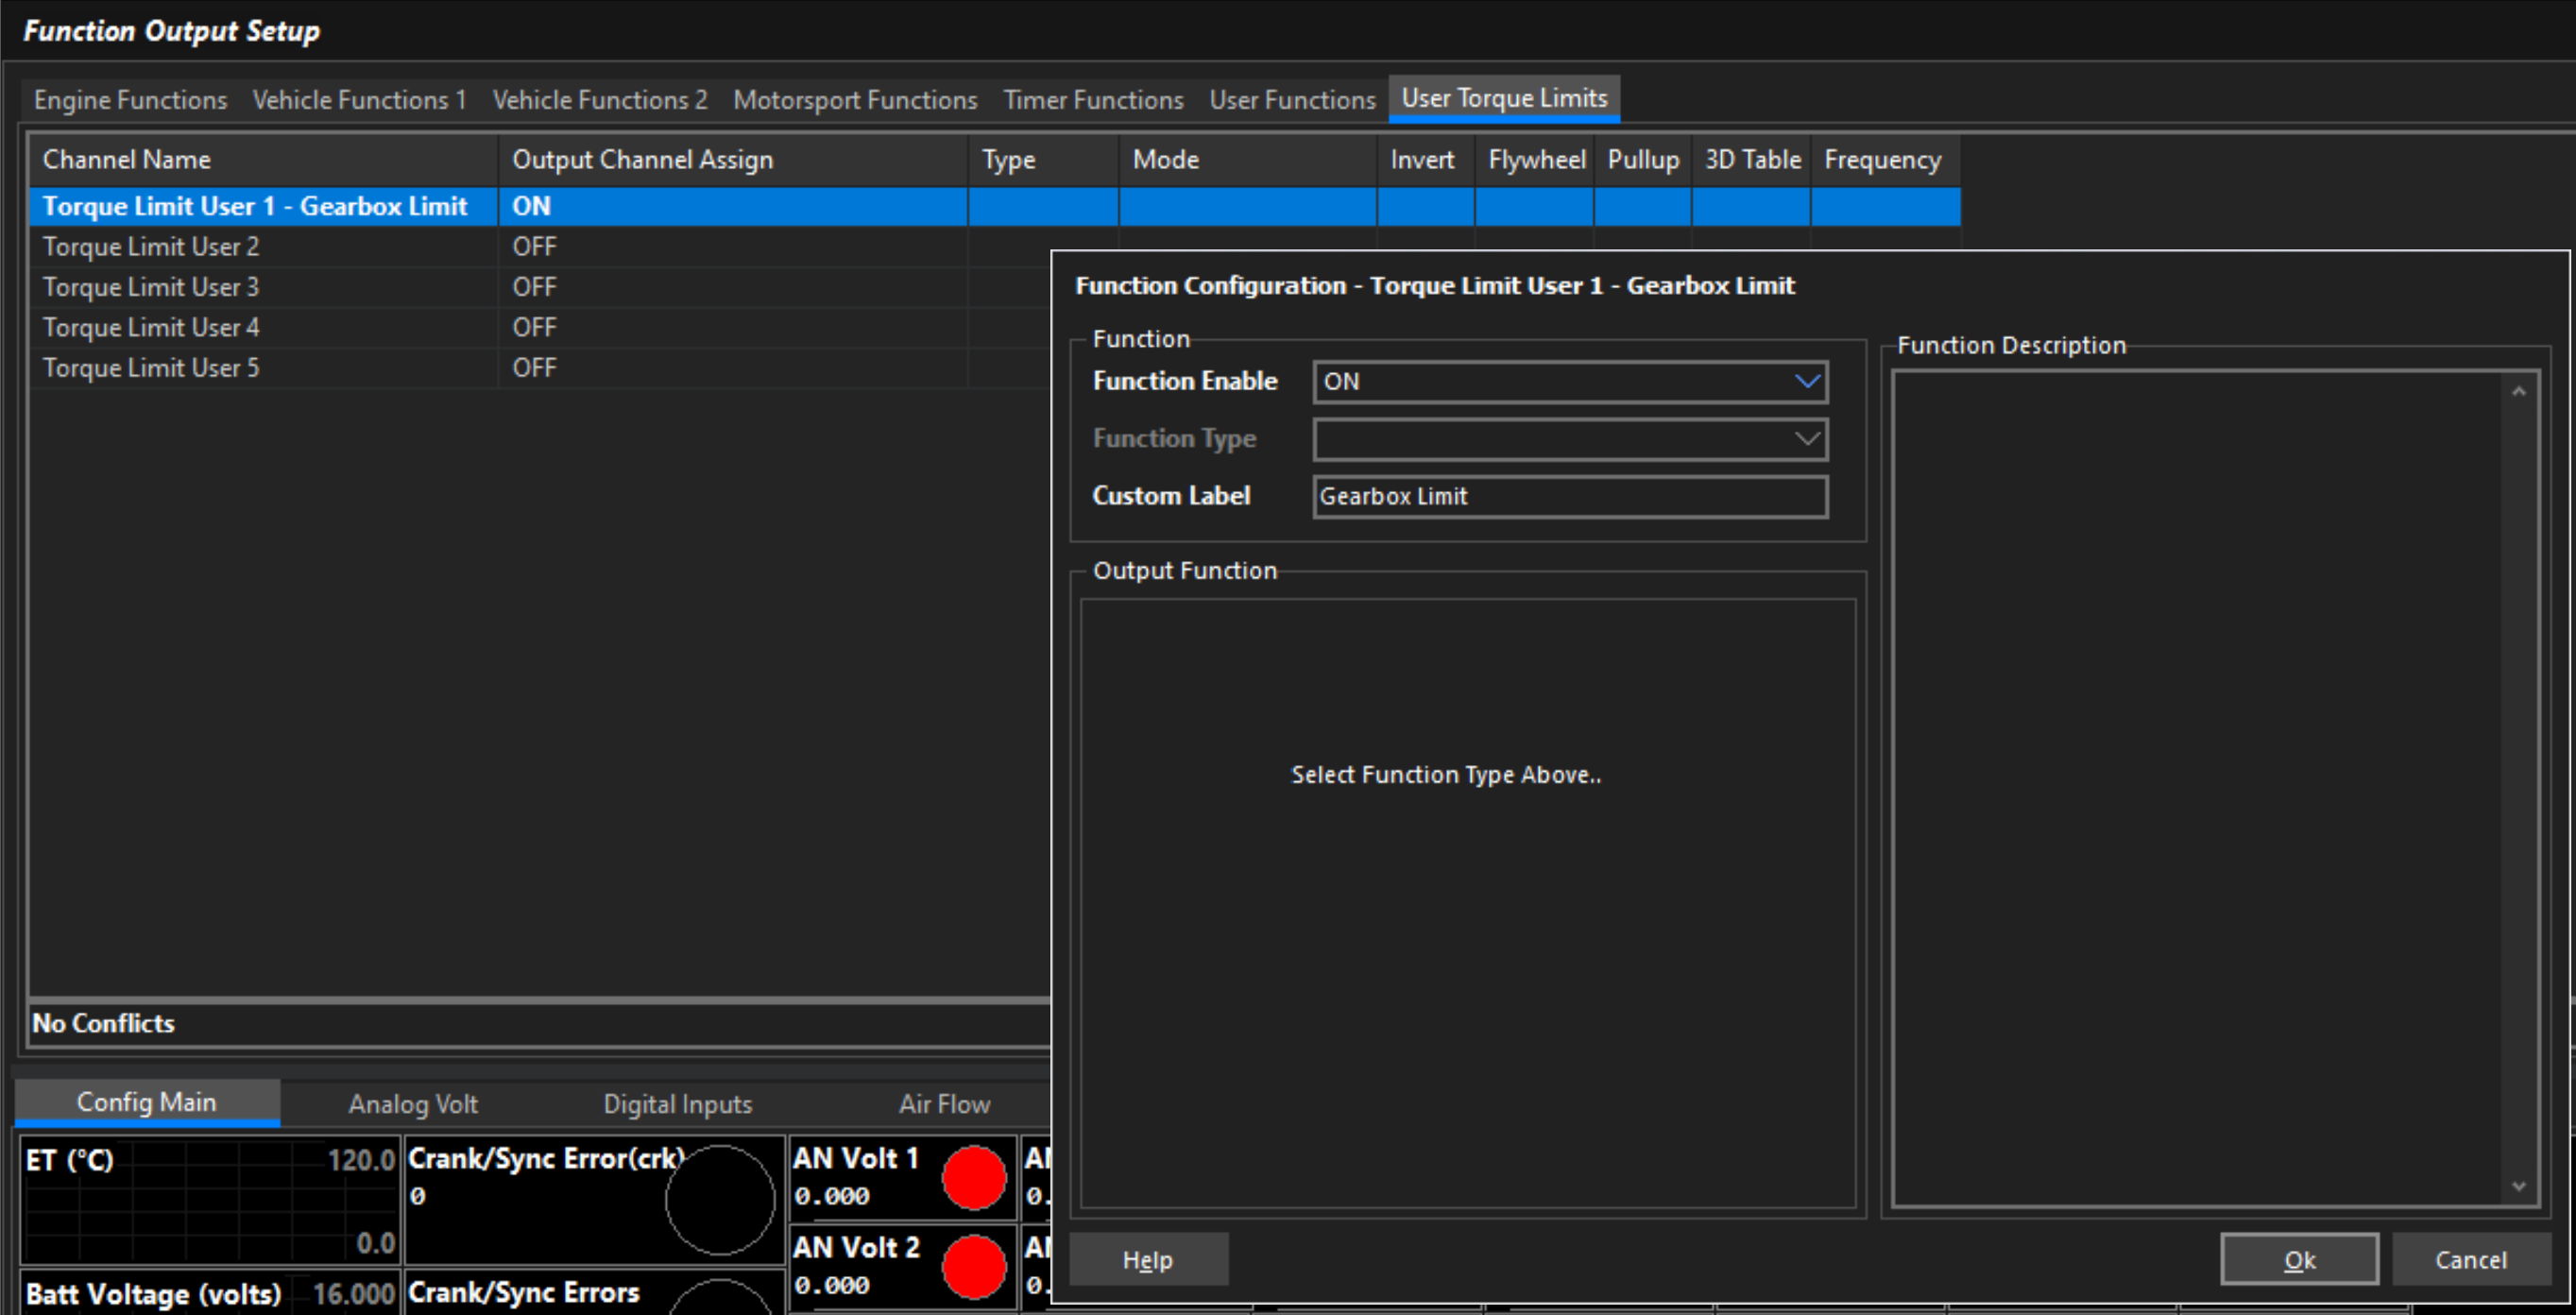 Function Output Setup
Engine Functions Vehicle Functions 1 Vehicle Functions 2 Motorsport Functions Timer Functions User Functions User Torque Limits
Channel Name Output Channel Assign Type Mode Invert Flywheel Pullup 3D Table Frequency
Torque Limit User 1 - Gearbox Limit ON
Torque Limit User 2 OFF
Torque Limit User 3 OFF
Torque Limit User 4 OFF
Torque Limit User 5 OFF
No Conflicts
Function Configuration - Torque Limit User 1 - Gearbox Limit
Function
Function Enable ON
Function Type
Custom Label Gearbox Limit
Output Function
Select Function Type Above..
Function Description
Help Ok Cancel
Config Main Analog Volt Digital Inputs Air Flow
ET (°C) 120.0
0.0
Crank/Sync Error(crk)
0
AN Volt 1
0.000
AN Volt 2
0.000
Batt Voltage (volts) 16.000
Crank/Sync Errors